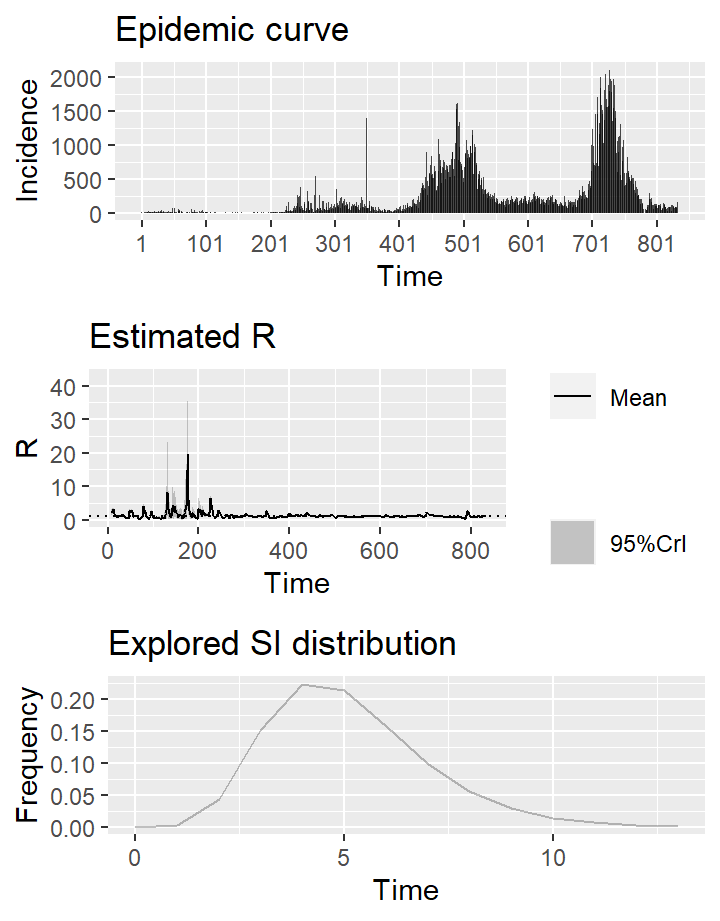 Epidemic curve
2000
1500
1000
500
0
Incidence
1 101 201 301 401 501 601 701 801
Time
Estimated R
40
30
20
10
0
R
0 200 400 600 800
Time
Mean
95%CrI
Explored SI distribution
0.20
0.15
0.10
0.05
0.00
Frequency
0 5 10
Time